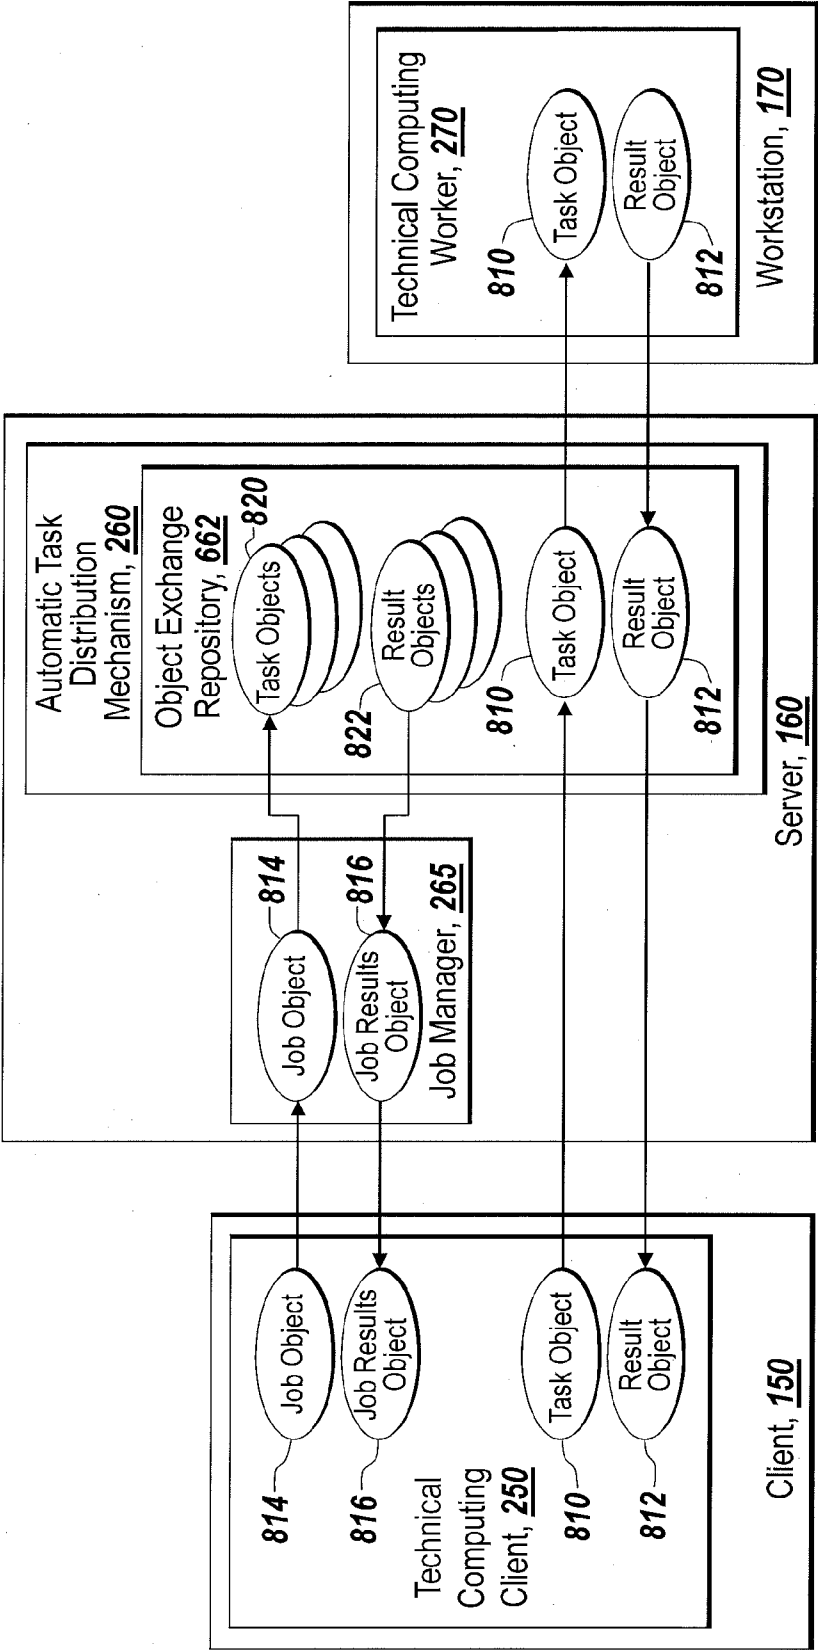 814
Job Object
816
Job Results
Object
Technical
Computing
Client, 250
810
Task Object
812
Result
Object
Client, 150
Job Object
814
Job Results
Object
816
Job Manager, 265
Automatic Task
Distribution
Mechanism, 260
Object Exchange
Repository, 662
820
Task Objects
822
Result
Objects
810
Task Object
Result
Object
812
Server, 160
Technical Computing
Worker, 270
810
Task Object
Result
Object
812
Workstation, 170